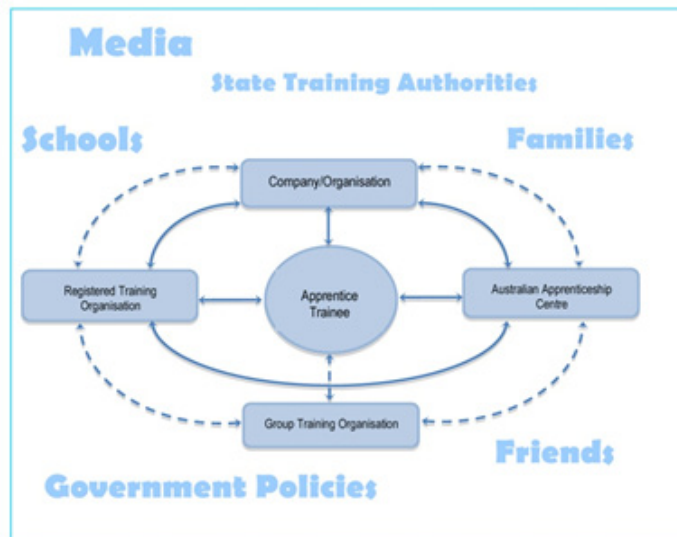 Media
State Training Authorities
Schools
Families
Company/Organisation
Registered Training
Organisation
Apprentice
Trainee
Australian Apprenticeship
Centre
Group Training Organisation
Friends
Government Policies